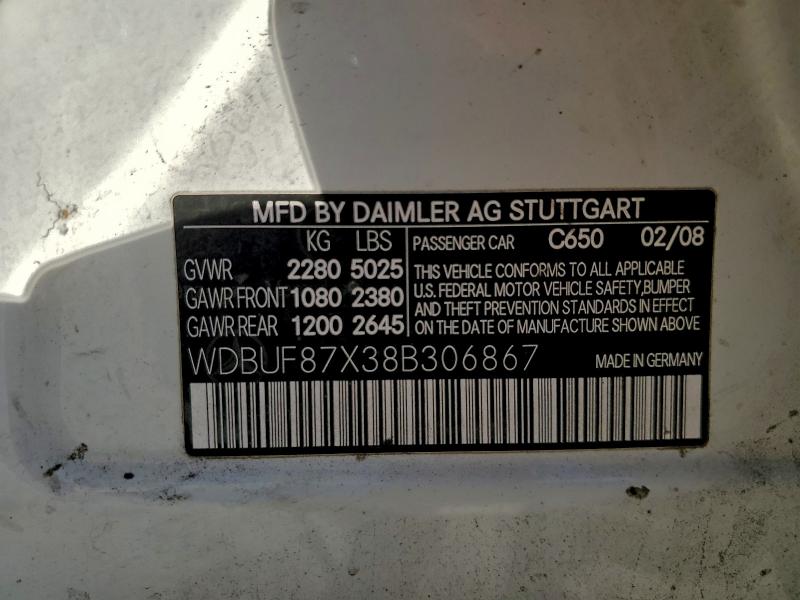 MFD BY DAIMLER AG STUTTGART
KG LBS
GVWR 2280 5025
GAWR FRONT 1080 2380
GAWR REAR 1200 2645
PASSENGER CAR C650 02/08
THIS VEHICLE CONFORMS TO ALL APPLICABLE
U.S. FEDERAL MOTOR VEHICLE SAFETY, BUMPER
AND THEFT PREVENTION STANDARDS IN EFFECT
ON THE DATE OF MANUFACTURE SHOWN ABOVE
WDBUF87X38B306867 MADE IN GERMANY